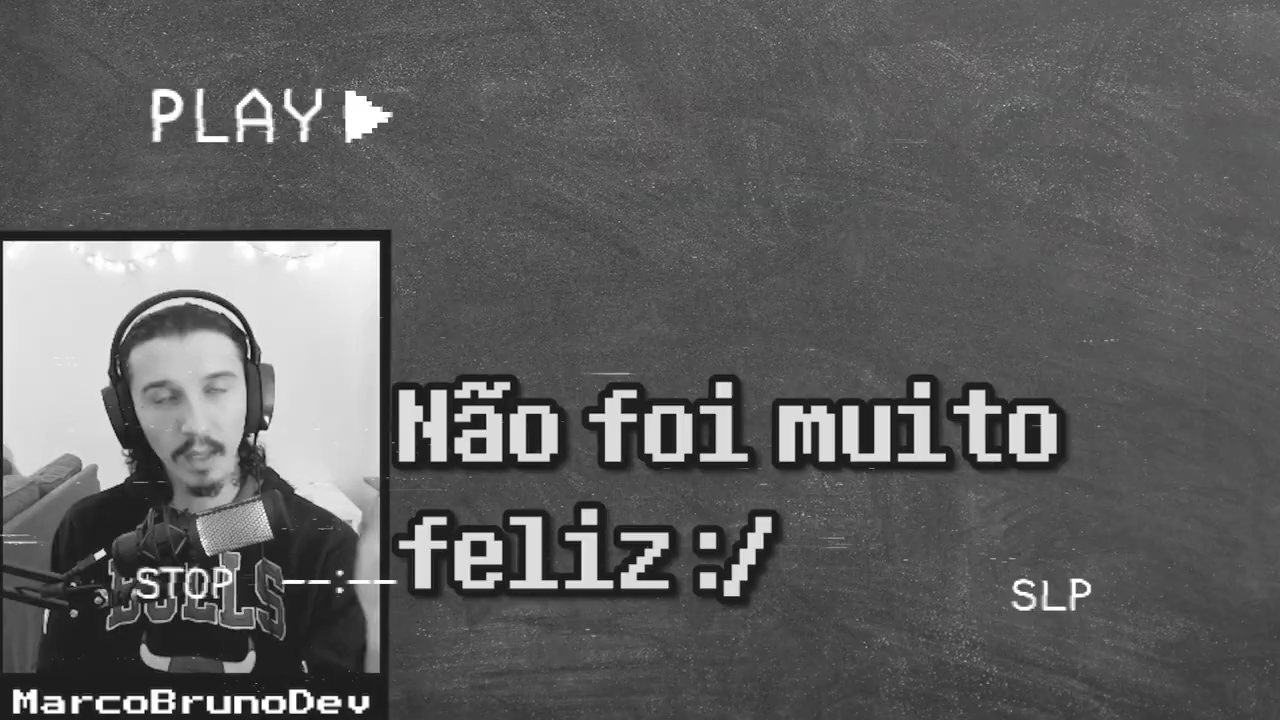 PLAY
Não foi muito
feliz :/
STOP --:--
SLP
BULLS
MarcoBrunoDev